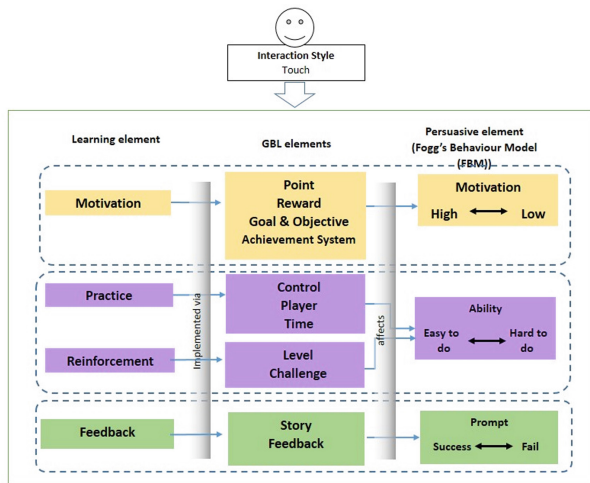 Interaction Style
Touch
Learning element
GBL elements
Persuasive element
(Fogg's Behaviour Model
(FBM))
Motivation
Point
Reward
Goal & Objective
Achievement System
Motivation
High
Low
Implemented via
affects
Practice
Control
Player
Time
Reinforcement
Level
Challenge
Ability
Easy to
do
Hard to
do
Feedback
Story
Feedback
Prompt
Success
Fail